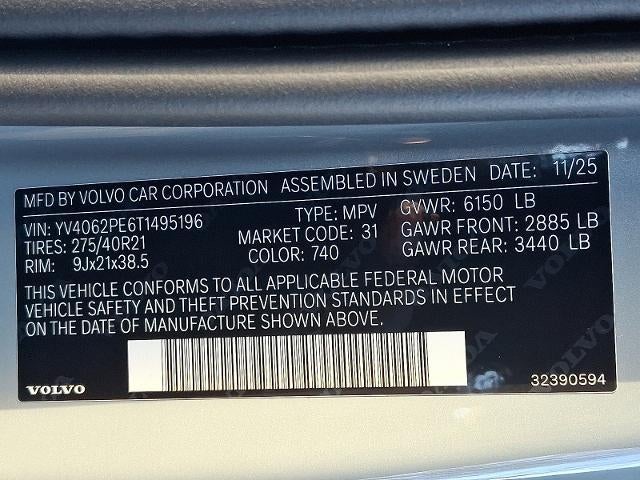 MFD BY VOLVO CAR CORPORATION ASSEMBLED IN SWEDEN DATE: 11/25
VIN: YV4062PE6T1495196 TYPE: MPV GVWR: 6150 LB
TIRES: 275/40R21 MARKET CODE: 31 GAWR FRONT: 2885 LB
RIM: 9Jx21x38.5 COLOR: 740 GAWR REAR: 3440 LB
THIS VEHICLE CONFORMS TO ALL APPLICABLE FEDERAL MOTOR
VEHICLE SAFETY AND THEFT PREVENTION STANDARDS IN EFFECT
ON THE DATE OF MANUFACTURE SHOWN ABOVE.
VOLVO 32390594